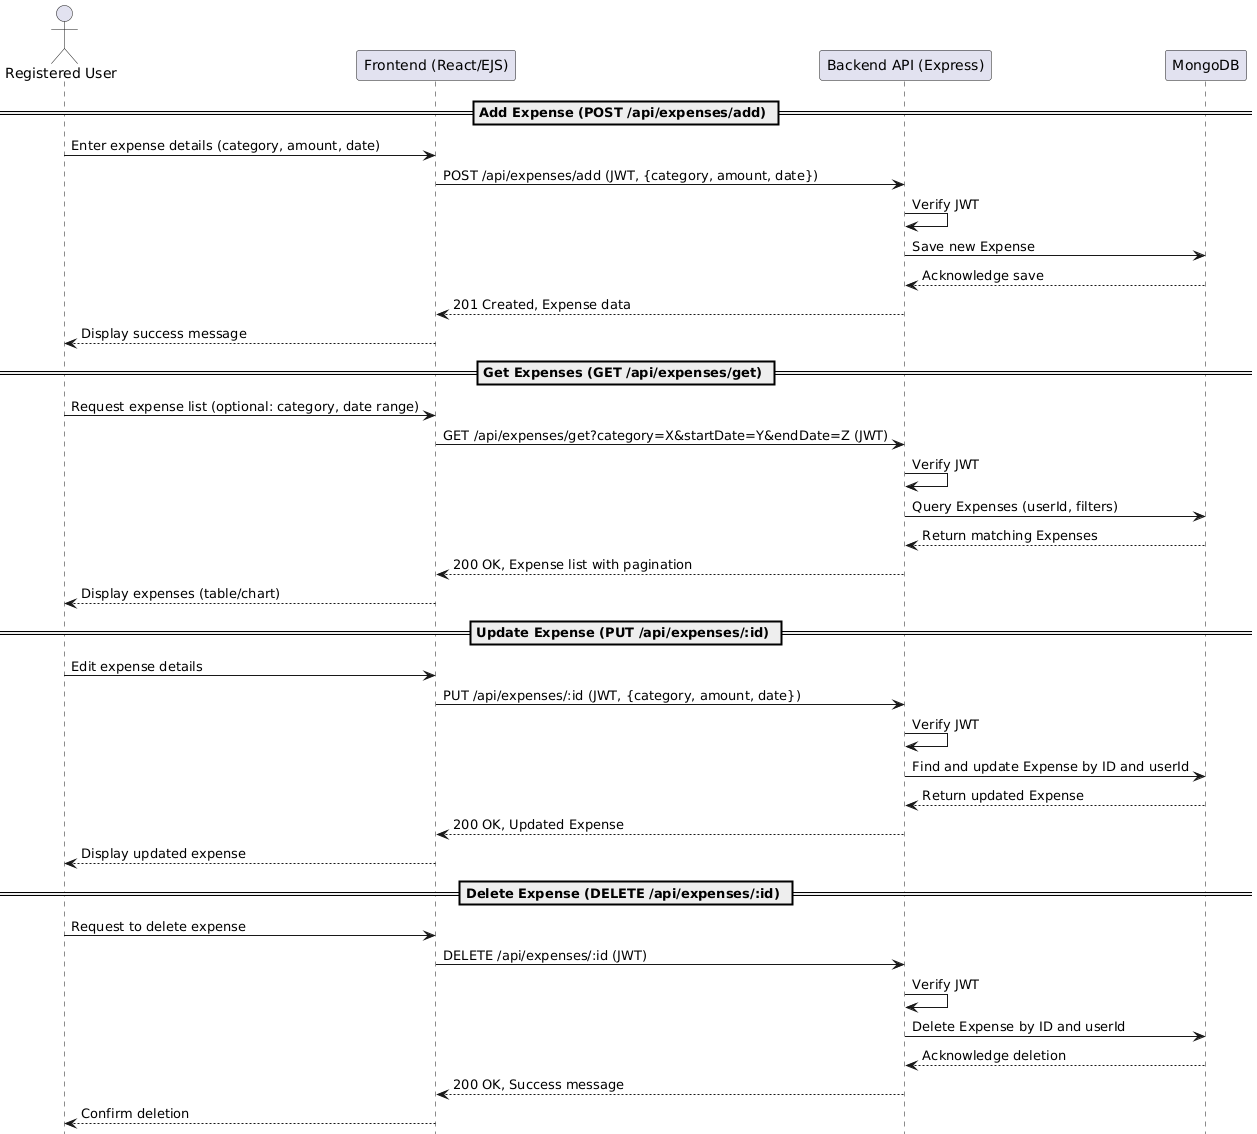 Registered User
Frontend (React/EJS)
Backend API (Express)
MongoDB
Add Expense (POST /api/expenses/add)
Enter expense details (category, amount, date)
POST /api/expenses/add (JWT, {category, amount, date})
Verify JWT
Save new Expense
Acknowledge save
201 Created, Expense data
Display success message
Get Expenses (GET /api/expenses/get)
Request expense list (optional: category, date range)
GET /api/expenses/get?category=X&startDate=Y&endDate=Z (JWT)
Verify JWT
Query Expenses (userId, filters)
Return matching Expenses
200 OK, Expense list with pagination
Display expenses (table/chart)
Update Expense (PUT /api/expenses/:id)
Edit expense details
PUT /api/expenses/:id (JWT, {category, amount, date})
Verify JWT
Find and update Expense by ID and userId
Return updated Expense
200 OK, Updated Expense
Display updated expense
Delete Expense (DELETE /api/expenses/:id)
Request to delete expense
DELETE /api/expenses/:id (JWT)
Verify JWT
Delete Expense by ID and userId
Acknowledge deletion
200 OK, Success message
Confirm deletion